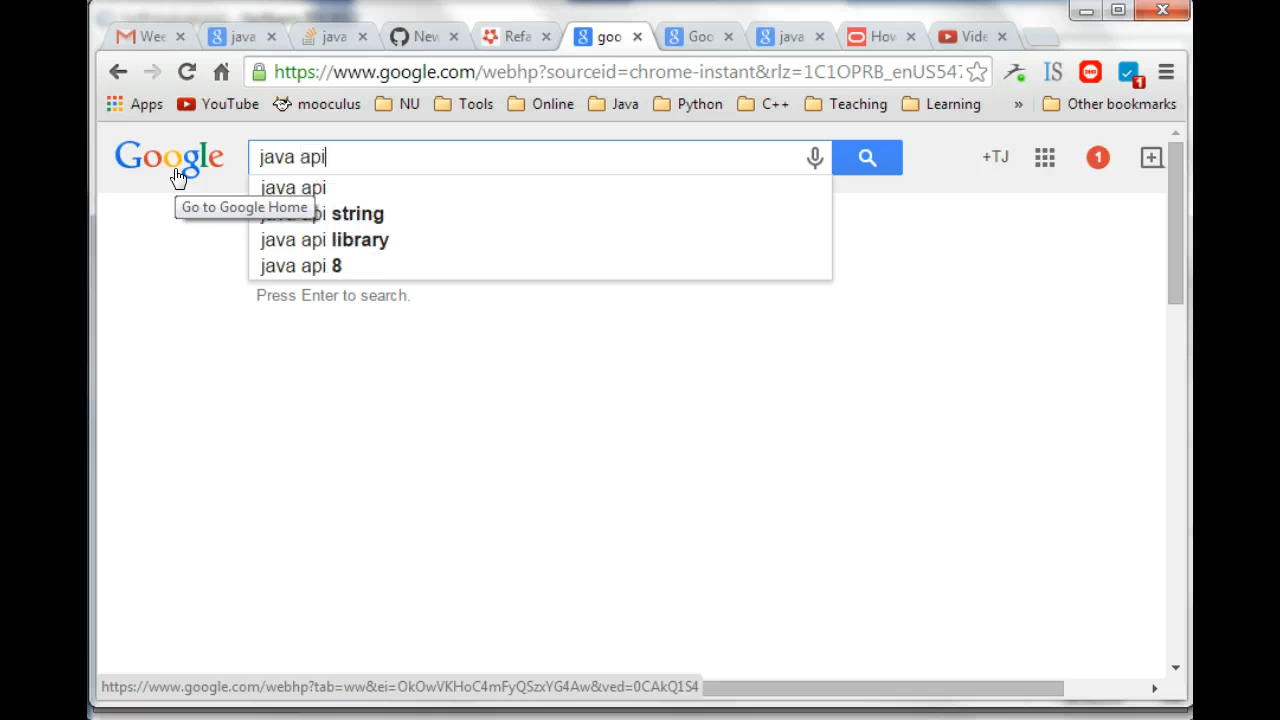 Wee java java New Refa goo Goo java How Vide
https://www.google.com/webhp?sourceid=chrome-instant&rlz=1C1OPRB_enUS547 IS 1
Apps YouTube mooculus NU Tools Online Java Python C++ Teaching Learning » Other bookmarks
Google java api +TJ 1
java api
Go to Google Home
java api string
java api library
java api 8
Press Enter to search.
https://www.google.com/webhp?tab=ww&ei=OkOwVKHoC4mFyQSzxYG4Aw&ved=0CAkQ1S4